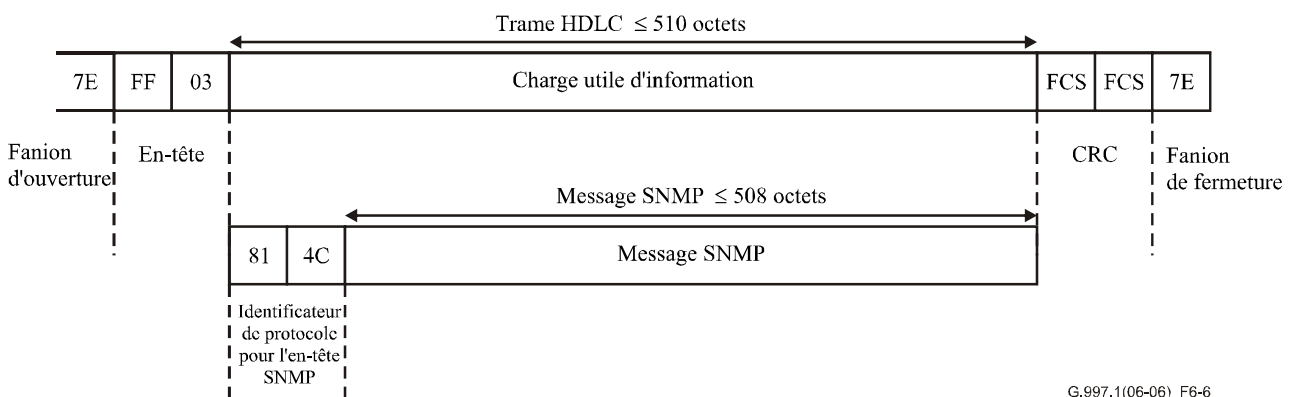 Trame HDLC ≤ 510 octets
7E FF 03 Charge utile d'information FCS FCS 7E
Fanion d'ouverture
En-tête
CRC
Fanion de fermeture
Message SNMP ≤ 508 octets
81 4C Message SNMP
Identificateur
de protocole
pour l'en-tête
SNMP
G.997.1(06-06)_F6-6